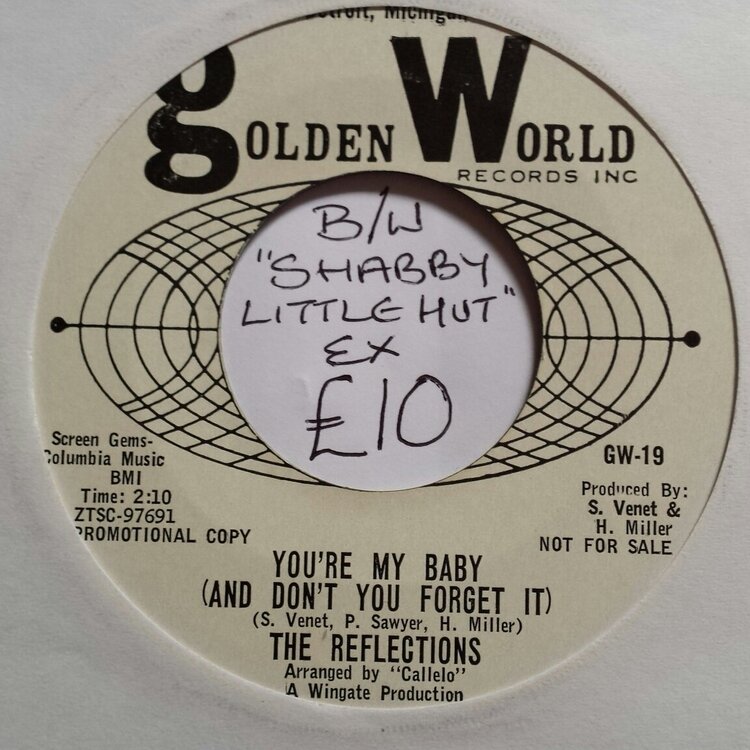 Detroit, Michigan
golden World
RECORDS INC
B/W
"SHABBY
LITTLE HUT"
EX
£10
Screen Gems-
Columbia Music
BMI
Time: 2:10
ZTSC-97691
PROMOTIONAL COPY
GW-19
Produced By:
S. Venet &
H. Miller
NOT FOR SALE
YOU'RE MY BABY
(AND DON'T YOU FORGET IT)
(S. Venet, P. Sawyer, H. Miller)
THE REFLECTIONS
Arranged by "Callelo"
A Wingate Production